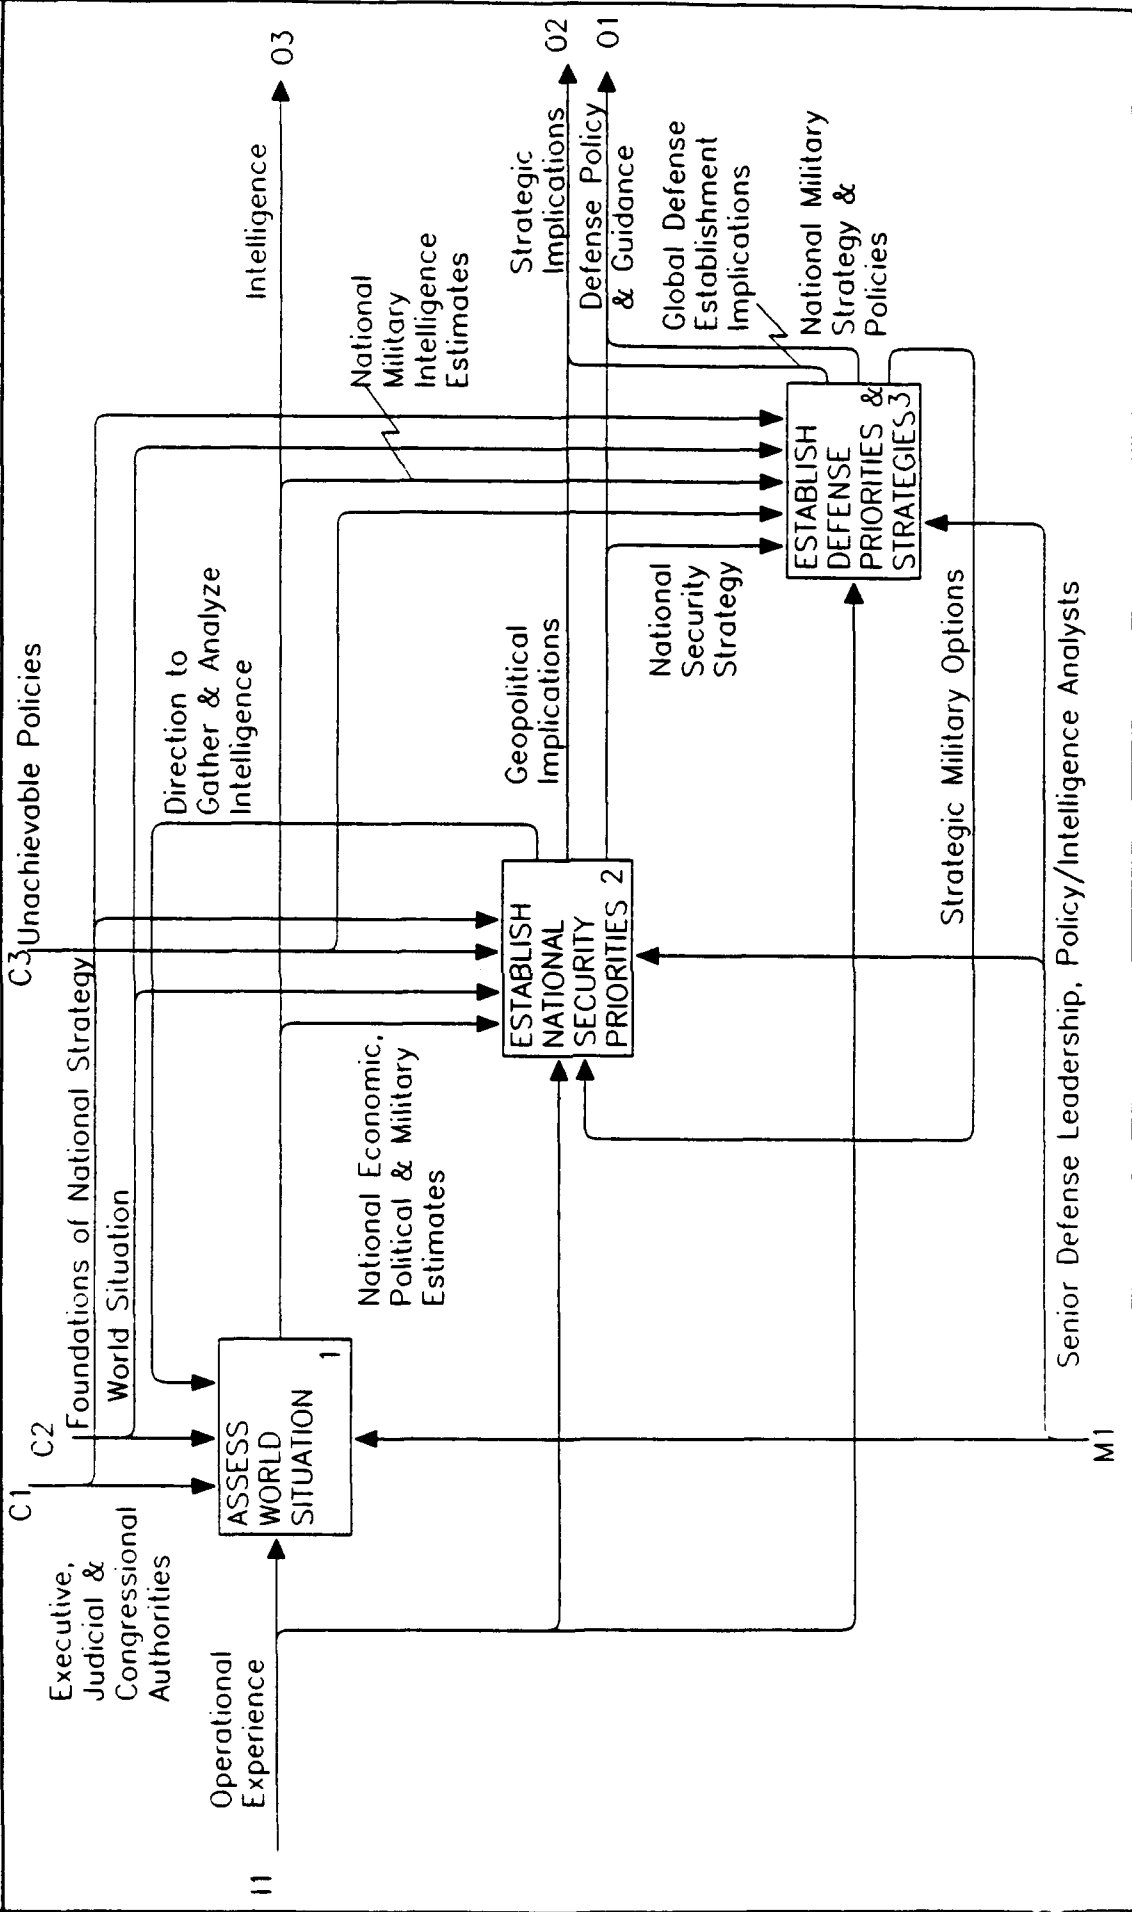 C1
C2
C3
Unachievable Policies
Foundations of National Strategy
World Situation
Executive,
Judicial &
Congressional
Authorities
Direction to
Gather & Analyze
Intelligence
Intelligence
O3
Operational
Experience
I1
ASSESS
WORLD
SITUATION
1
National Economic,
Political & Military
Estimates
National
Military
Intelligence
Estimates
ESTABLISH
NATIONAL
SECURITY
PRIORITIES 2
Geopolitical
Implications
Strategic
Implications
O2
Defense Policy
& Guidance
O1
National
Security
Strategy
Global Defense
Establishment
Implications
National Military
Strategy &
Policies
ESTABLISH
DEFENSE
PRIORITIES &
STRATEGIES 3
Strategic Military Options
Senior Defense Leadership, Policy/Intelligence Analysts
M1